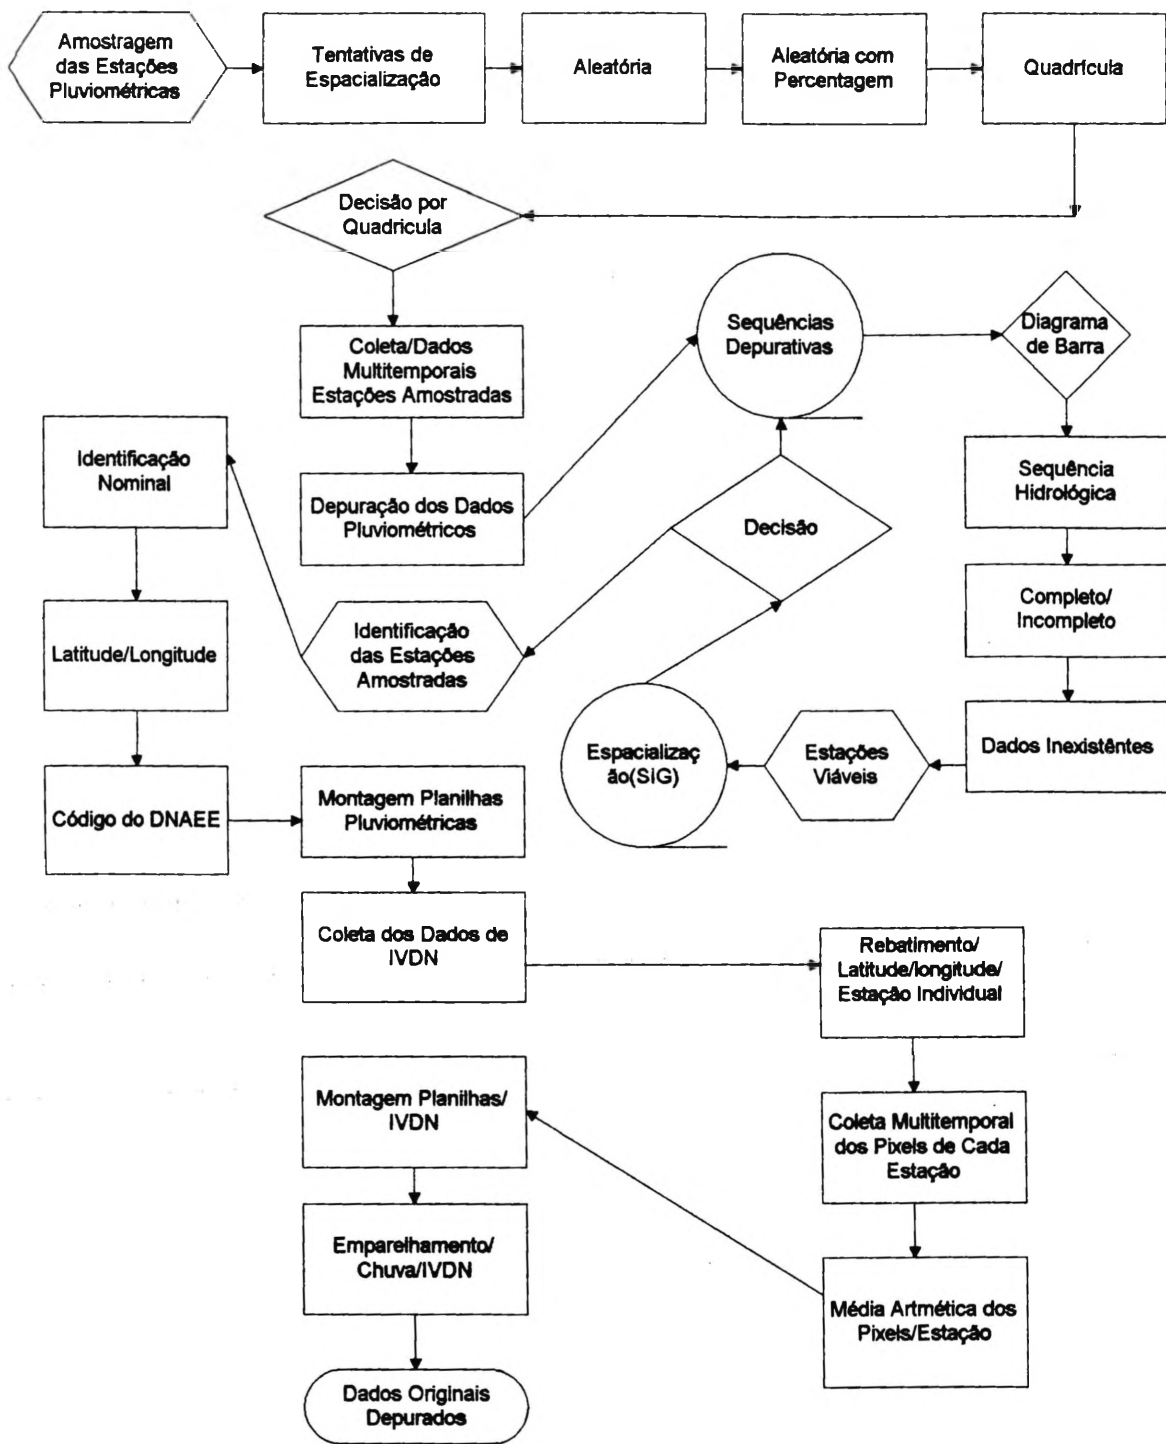 Amostragem
das Estações
Pluviométricas
Tentativas de
Espacialização
Aleatória
Aleatória com
Percentagem
Quadrícula
Decisão por
Quadricula
Coleta/Dados
Multitemporais
Estações Amostradas
Sequências
Depurativas
Diagrama
de Barra
Identificação
Nominal
Depuração dos Dados
Pluviométricos
Decisão
Sequência
Hidrológica
Completo/
Incompleto
Latitude/Longitude
Identificação
das Estações
Amostradas
Espacializaç
ão(SIG)
Estações
Viáveis
Dados Inexistêntes
Código do DNAEE
Montagem Planilhas
Pluviométricas
Coleta dos Dados de
IVDN
Rebatimento/
Latitude/longitude/
Estação Individual
Montagem Planilhas/
IVDN
Coleta Multitemporal
dos Pixels de Cada
Estação
Emparelhamento/
Chuva/IVDN
Média Artmética dos
Pixels/Estação
Dados Originais
Depurados